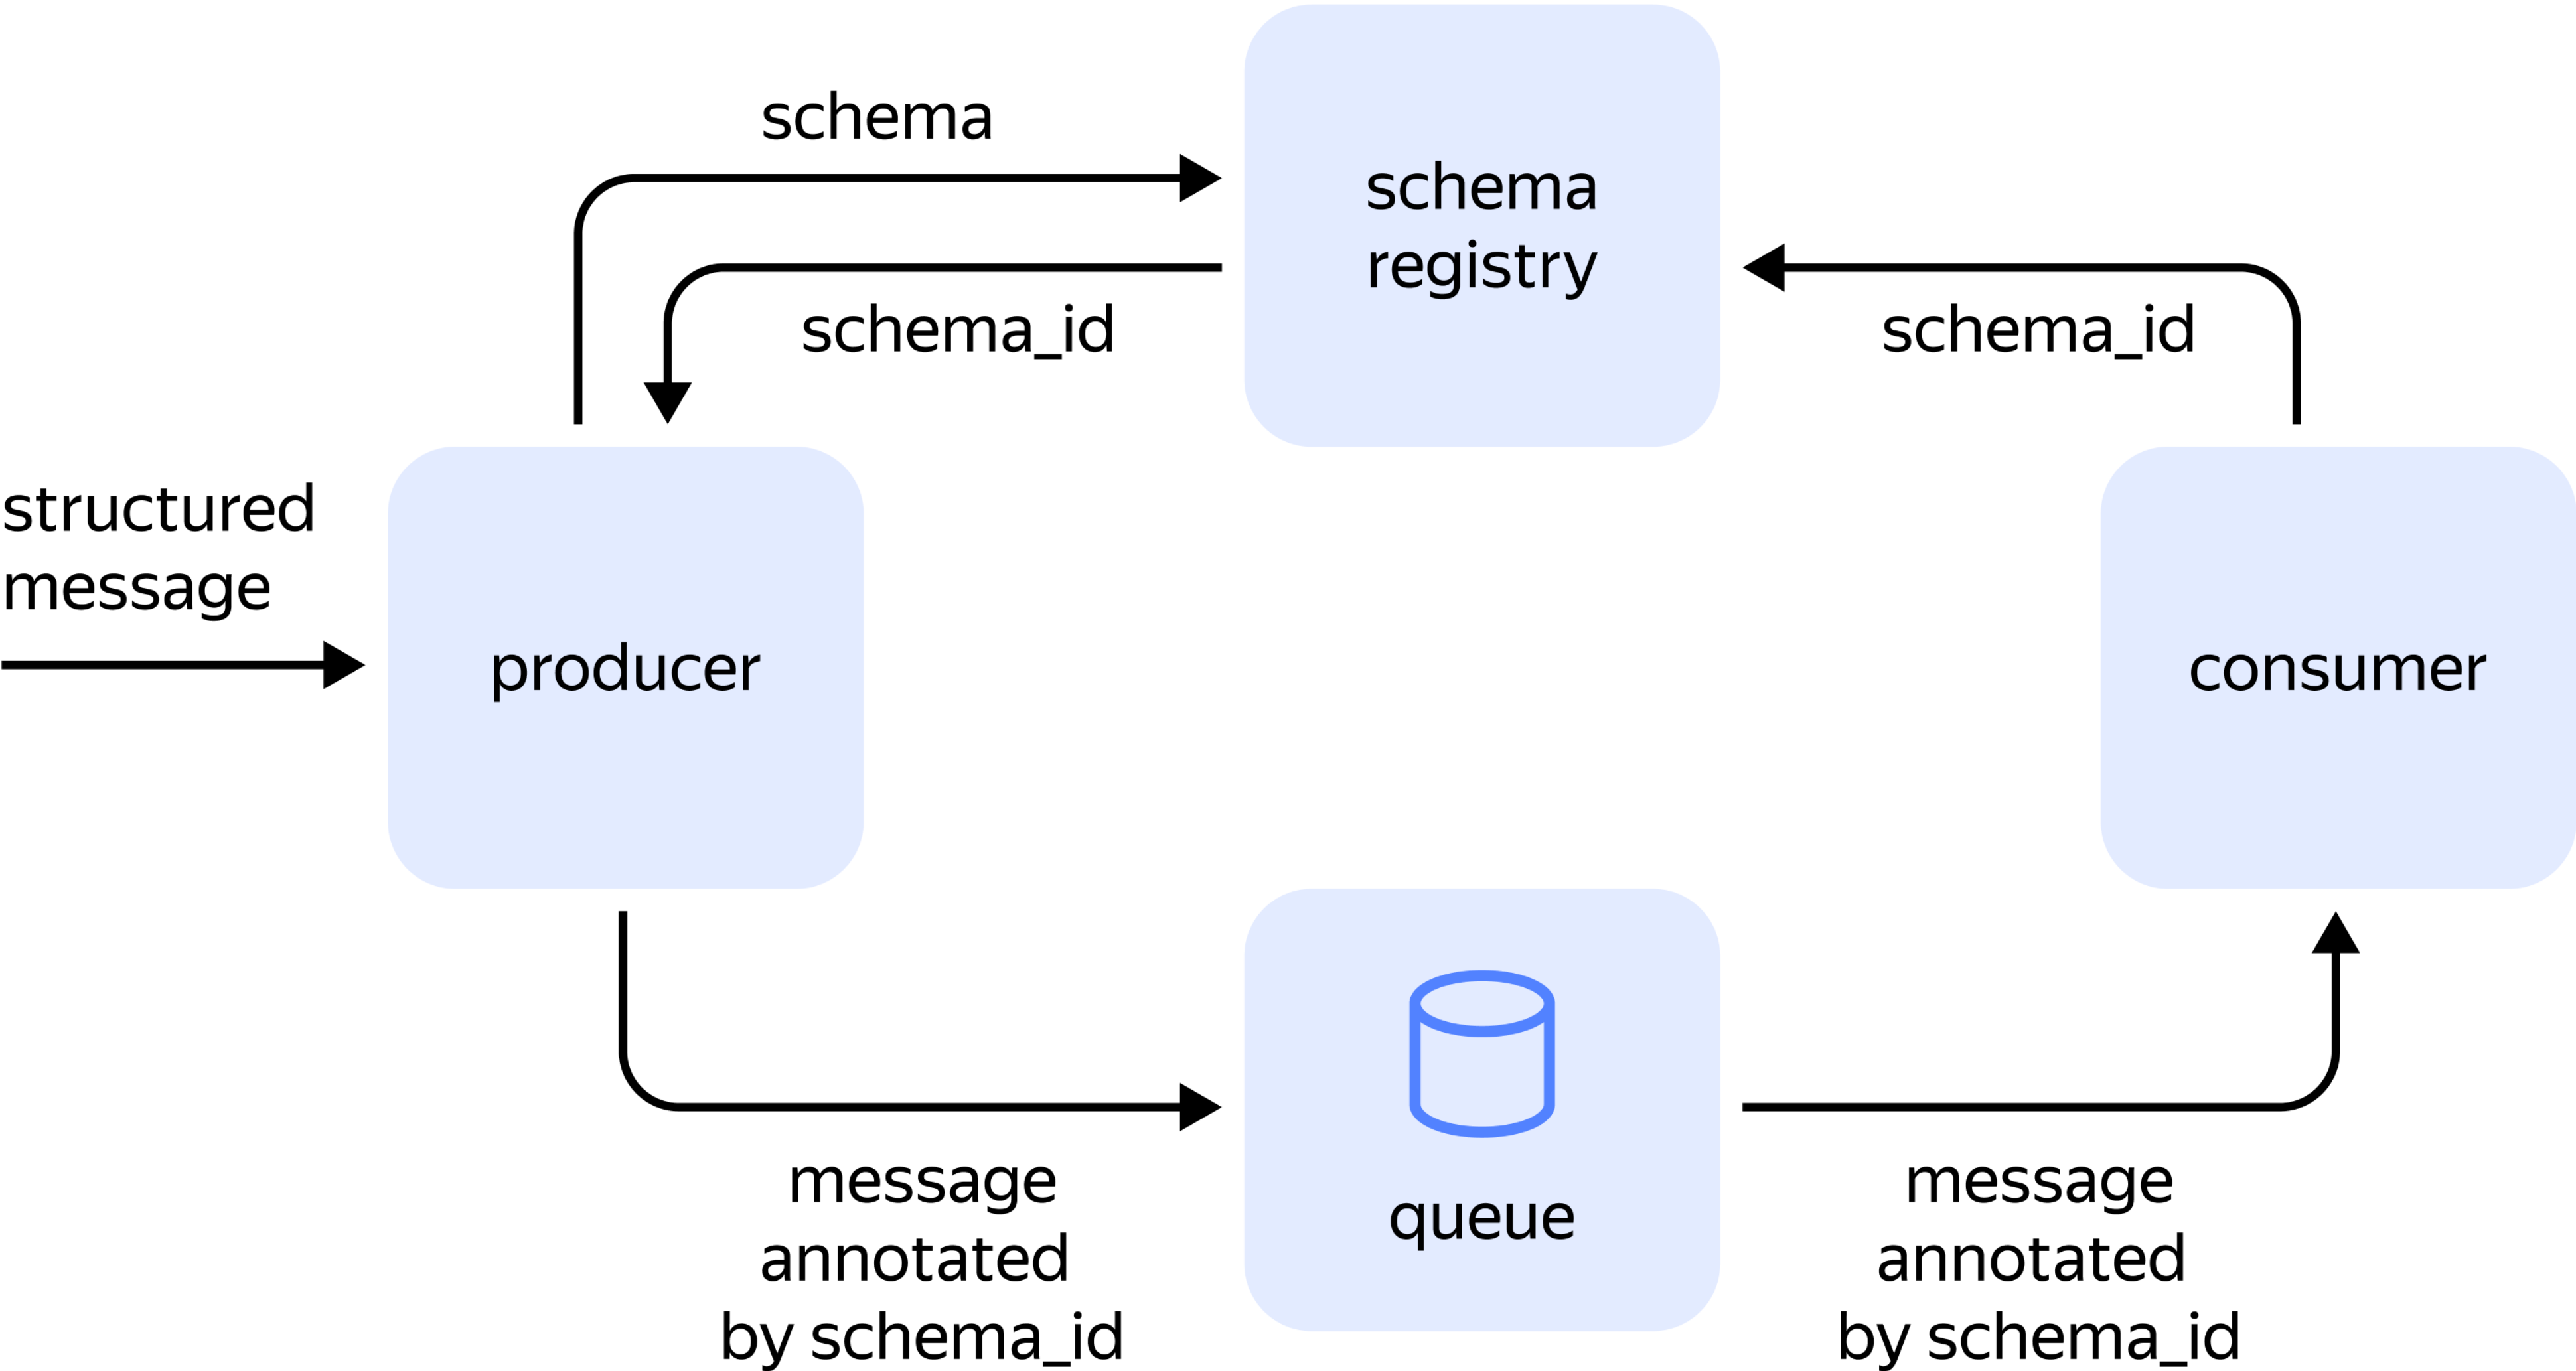 schema
schema
registry
schema_id
schema_id
structured
message
producer
consumer
message
annotated
by schema_id
queue
message
annotated
by schema_id